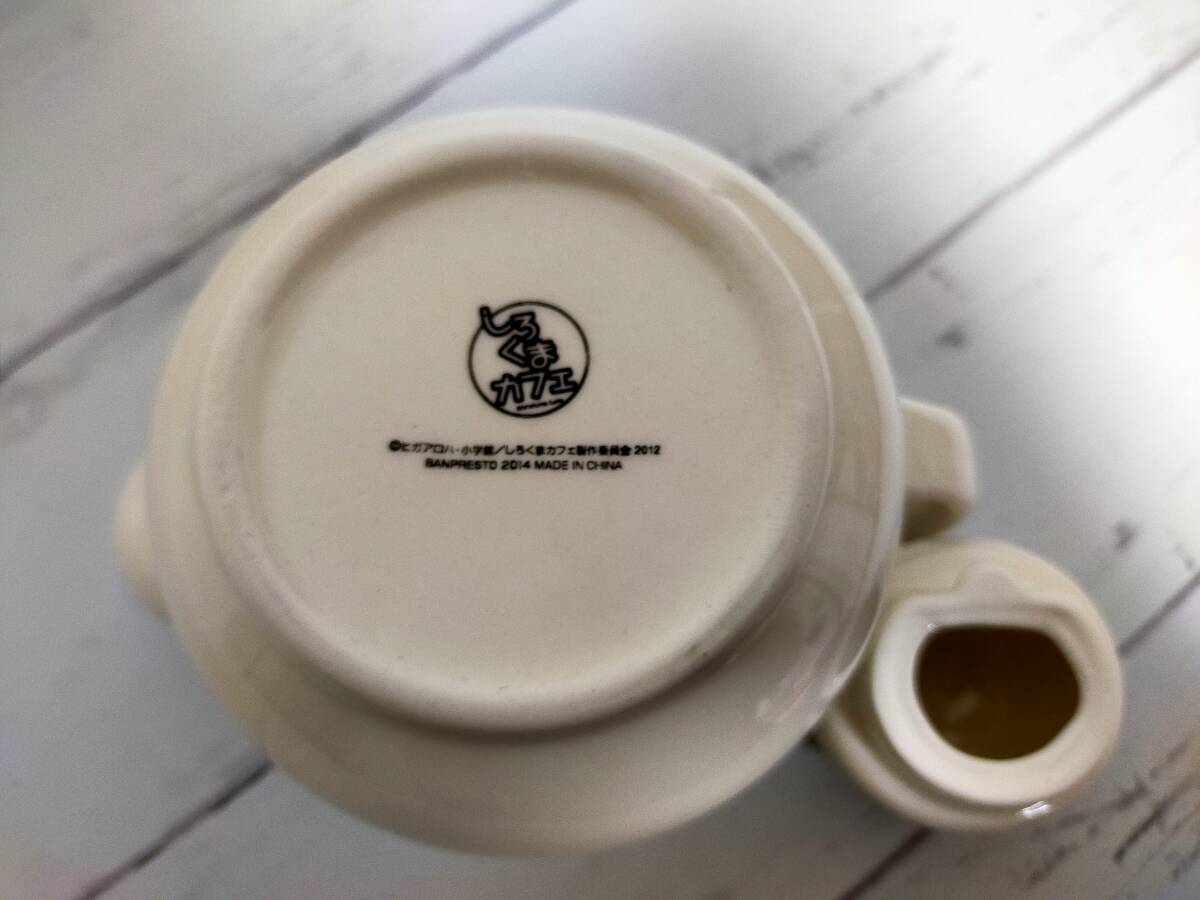 しろ
くま
カフェ
©ヒガアロハ・小学館/しろくまカフェ製作委員会 2012
BANPRESTO 2014 MADE IN CHINA